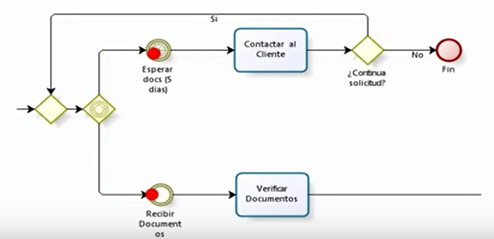 Si
Esperar
docs (5
días)
Contactar al
Cliente
¿Continua
solicitud?
No
Fin
Recibir
Document
os
Verificar
Documentos